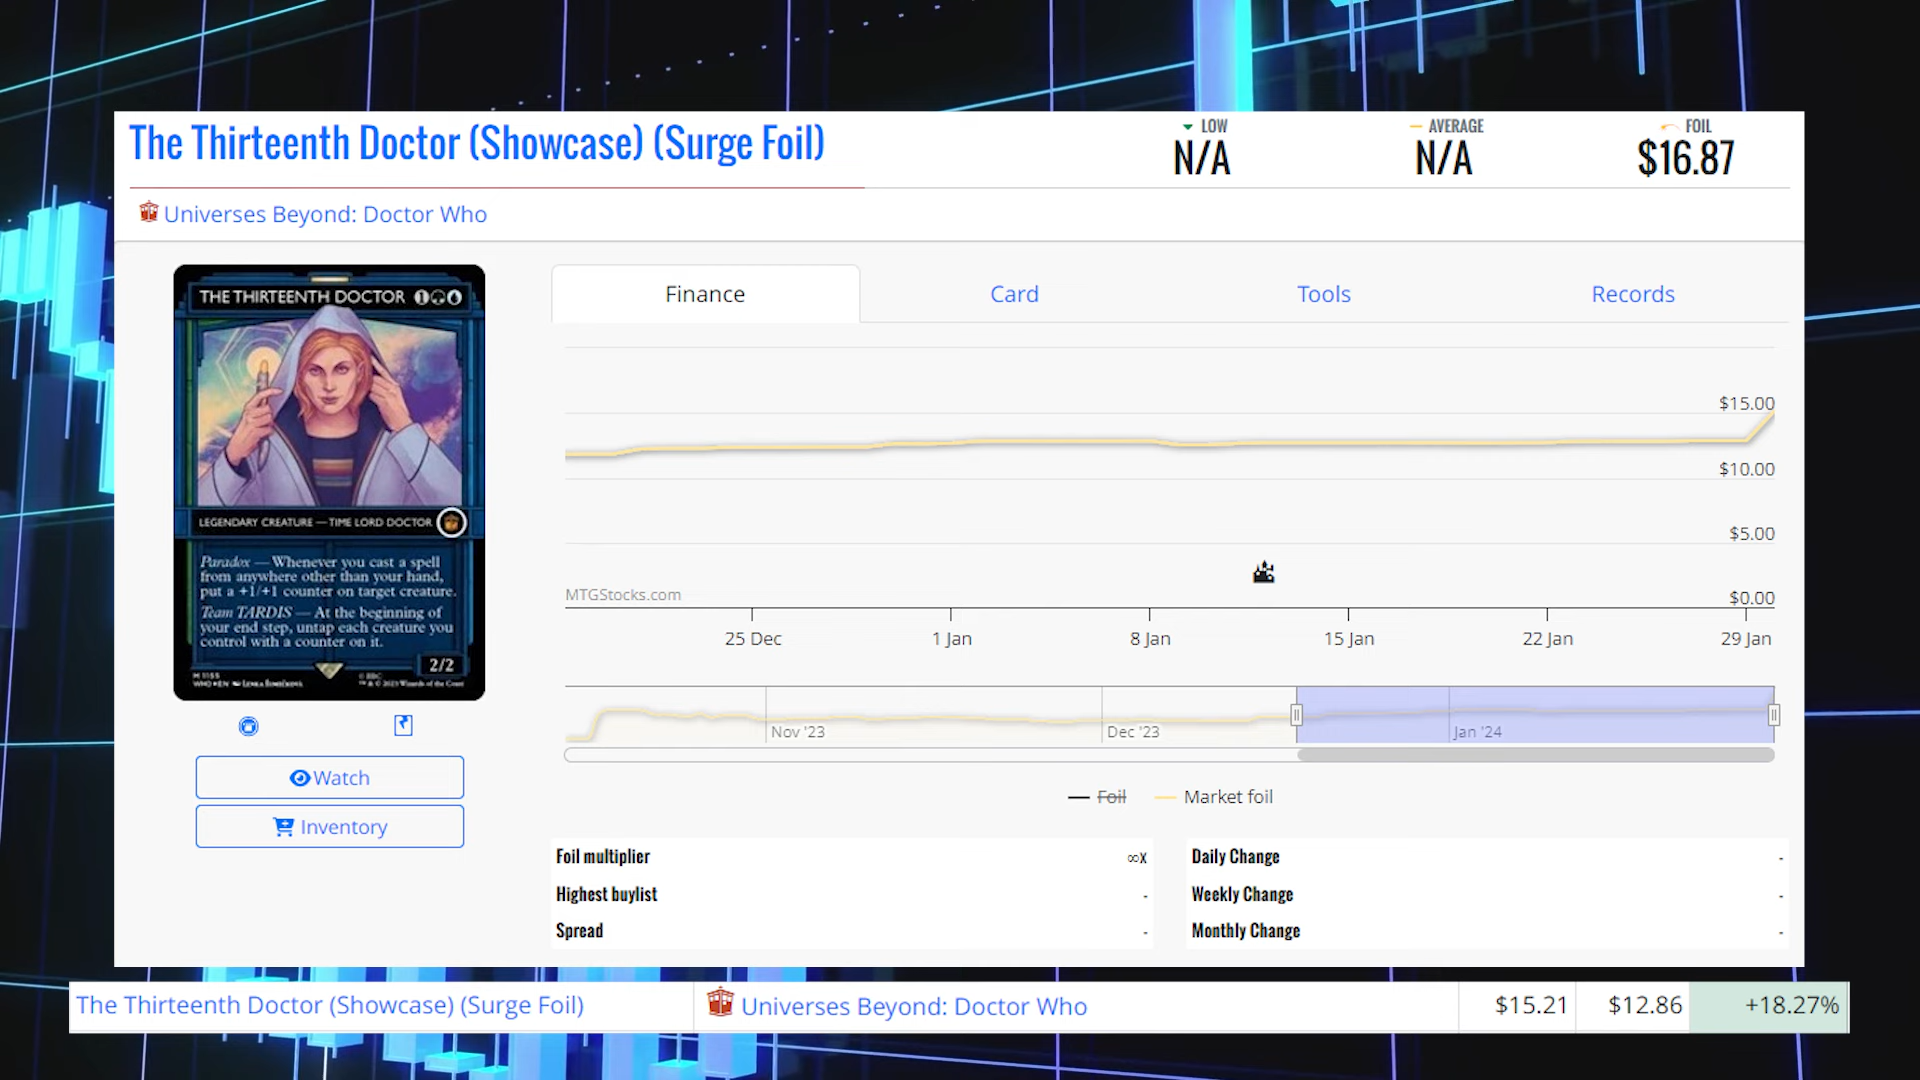 The Thirteenth Doctor (Showcase) (Surge Foil)
LOW
N/A
AVERAGE
N/A
FOIL
$16.87
Universes Beyond: Doctor Who
THE THIRTEENTH DOCTOR 1
LEGENDARY CREATURE — TIME LORD DOCTOR
Paradox — Whenever you cast a spell
from anywhere other than your hand,
put a +1/+1 counter on target creature.
Team TARDIS — At the beginning of
your end step, untap each creature you
control with a counter on it.
2/2
Watch
Inventory
Finance
Card
Tools
Records
$15.00
$10.00
$5.00
$0.00
MTGStocks.com
25 Dec
1 Jan
8 Jan
15 Jan
22 Jan
29 Jan
Nov '23
Dec '23
Jan '24
Foil
Market foil
Foil multiplier ∞x
Highest buylist -
Spread -
Daily Change -
Weekly Change -
Monthly Change -
The Thirteenth Doctor (Showcase) (Surge Foil) Universes Beyond: Doctor Who $15.21 $12.86 +18.27%